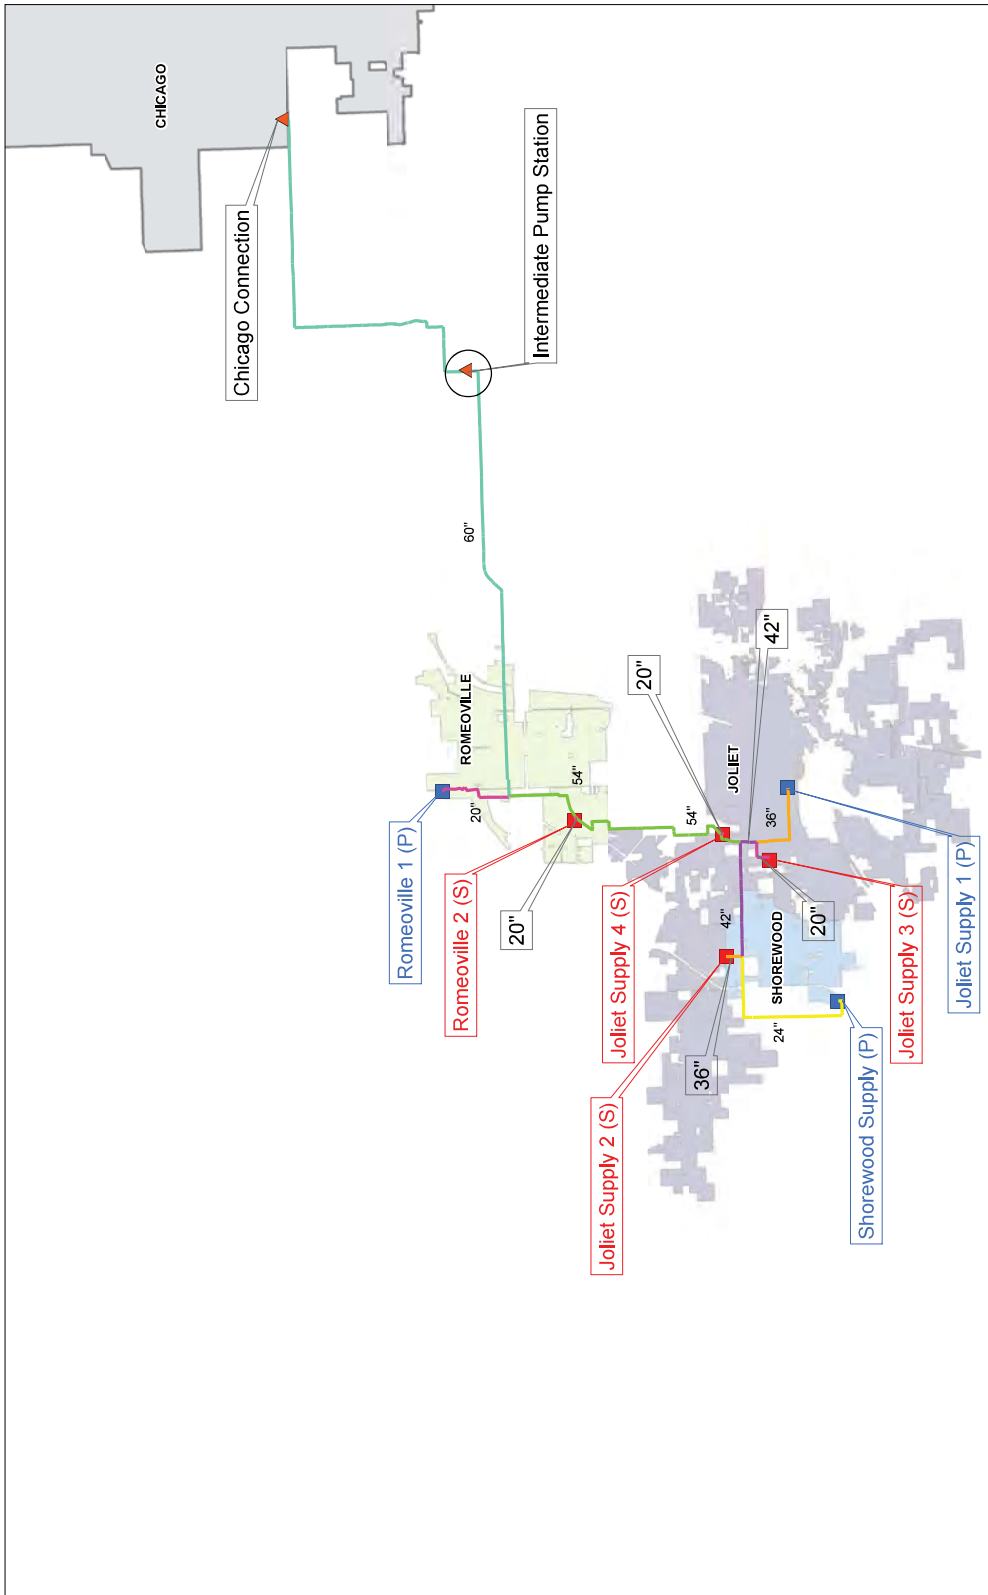 CHICAGO
Chicago Connection
Intermediate Pump Station
60"
ROMEOVILLE
20"
54"
Romeoville 1 (P)
Romeoville 2 (S)
20"
20"
42"
JOLIET
54"
36"
Joliet Supply 4 (S)
20"
Joliet Supply 1 (P)
Joliet Supply 3 (S)
42"
SHOREWOOD
24"
36"
Joliet Supply 2 (S)
Shorewood Supply (P)